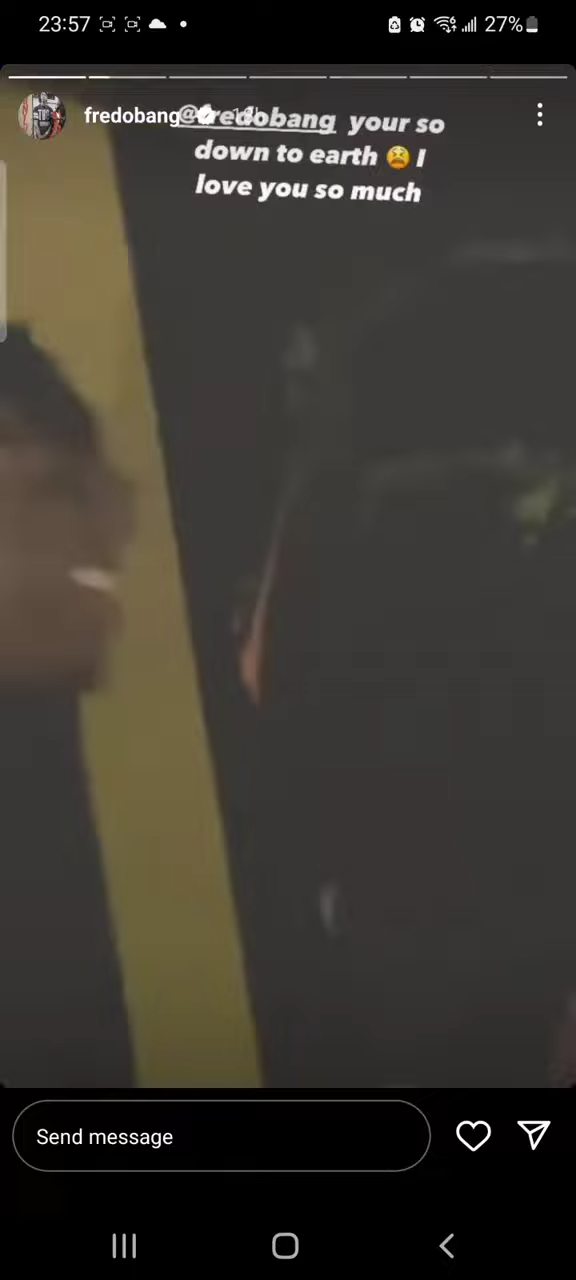 23:57
27%
fredobang
@fredobang your so
down to earth 😫 I
love you so much
Send message